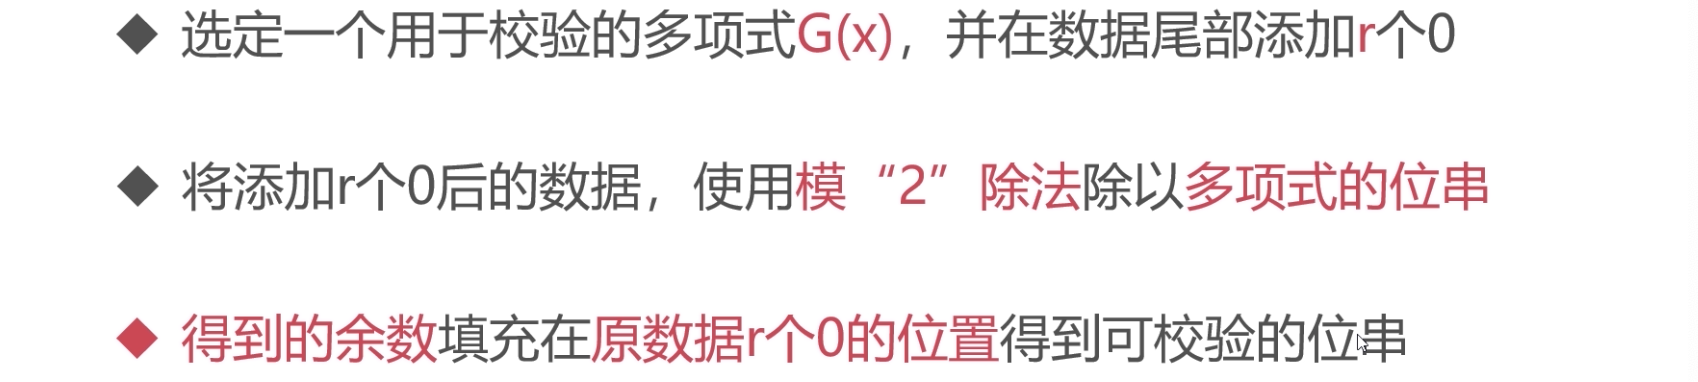 ◆ 选定一个用于校验的多项式G(x)，并在数据尾部添加r个0
◆ 将添加r个0后的数据，使用模“2”除法除以多项式的位串
◆ 得到的余数填充在原数据r个0的位置得到可校验的位串